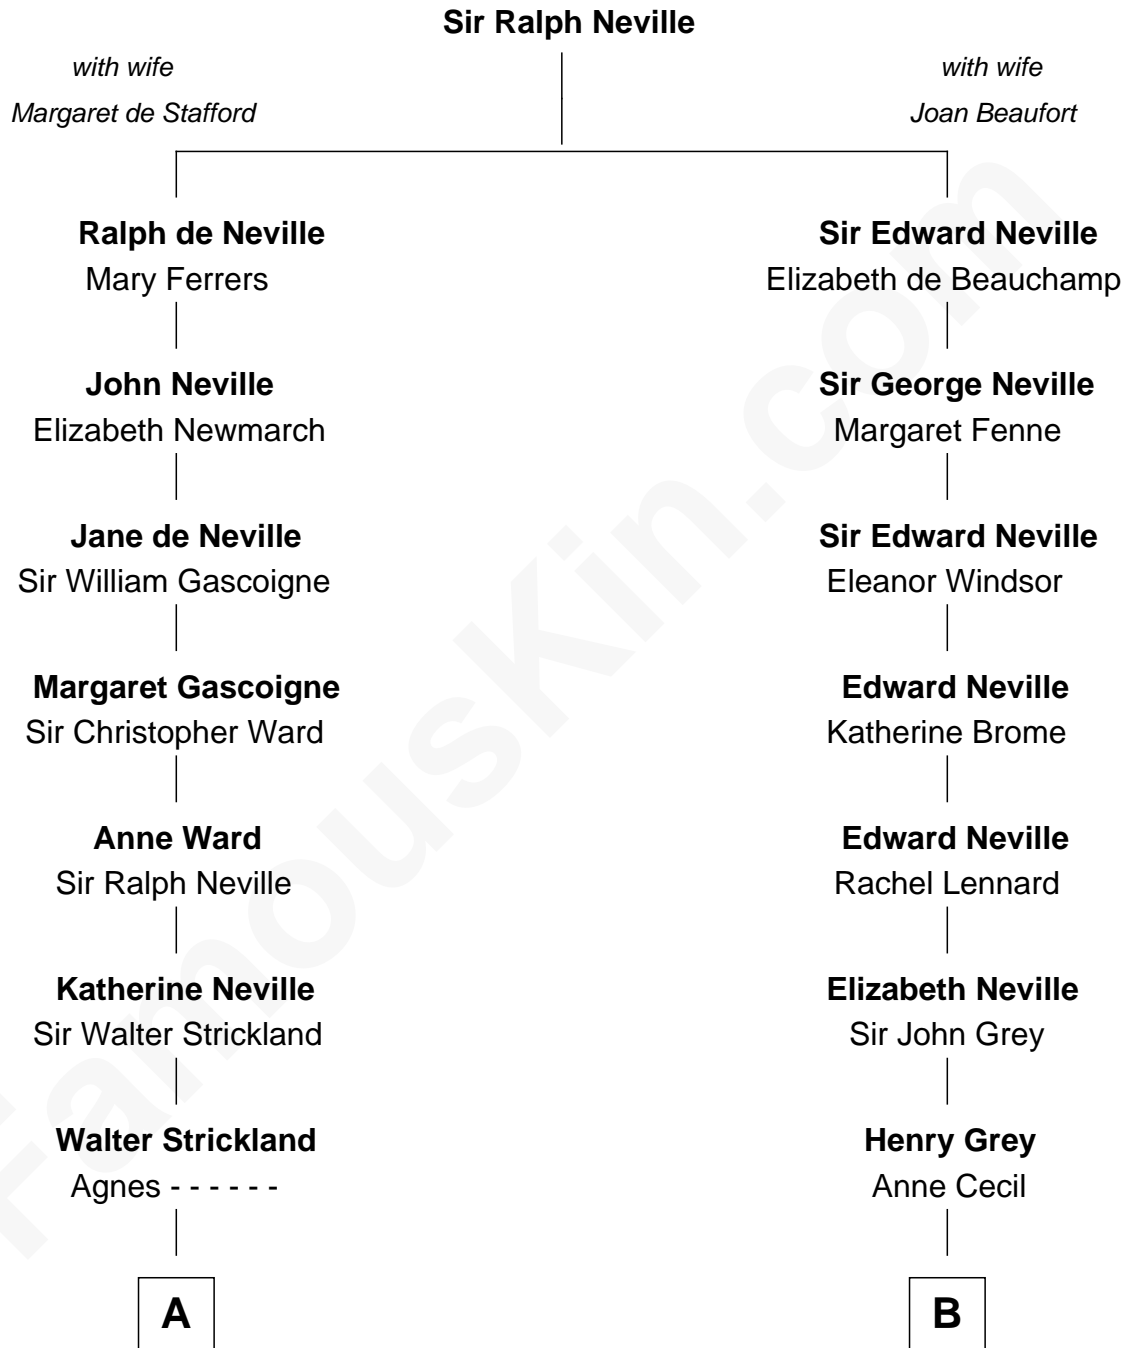 Sir Ralph Neville
with wife
Margaret de Stafford
with wife
Joan Beaufort
Ralph de Neville
Mary Ferrers
Sir Edward Neville
Elizabeth de Beauchamp
John Neville
Elizabeth Newmarch
Sir George Neville
Margaret Fenne
Jane de Neville
Sir William Gascoigne
Sir Edward Neville
Eleanor Windsor
Margaret Gascoigne
Sir Christopher Ward
Edward Neville
Katherine Brome
Anne Ward
Sir Ralph Neville
Edward Neville
Rachel Lennard
Katherine Neville
Sir Walter Strickland
Elizabeth Neville
Sir John Grey
Walter Strickland
Agnes - - - - - -
Henry Grey
Anne Cecil
A
B
FamousKin.com